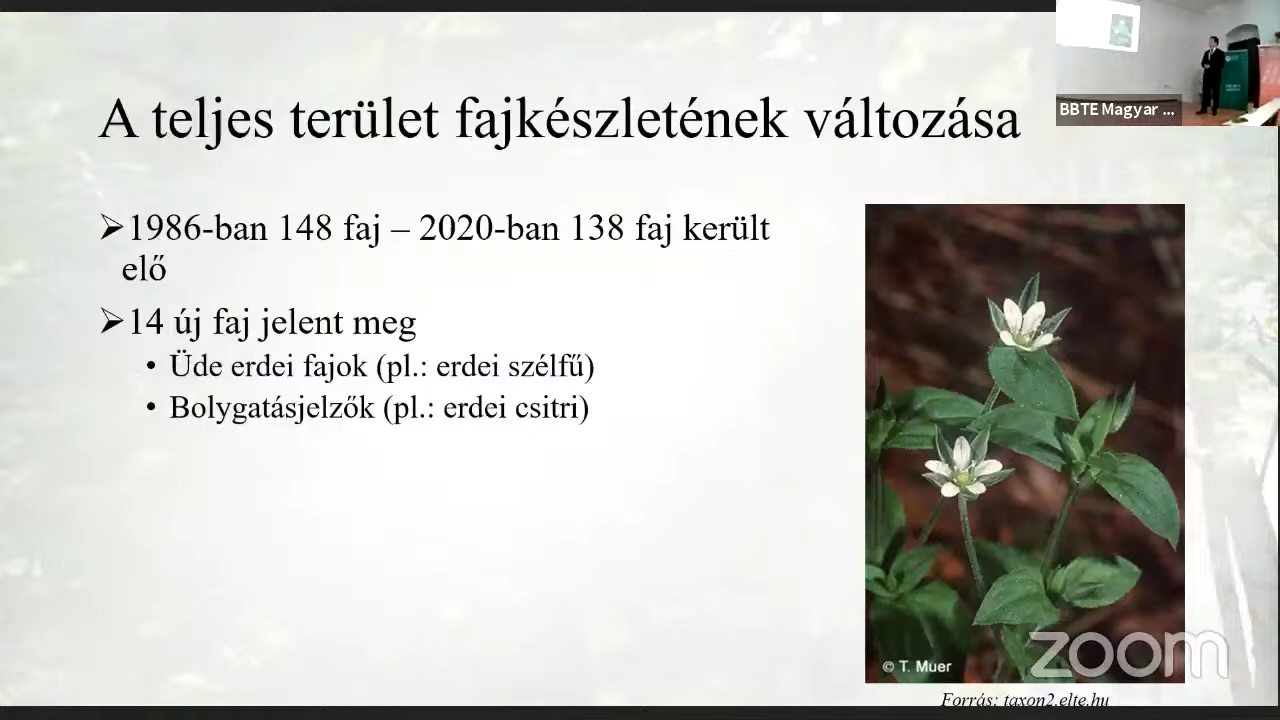 A teljes terület fajkészletének változása
BBTE Magyar ...
➢1986-ban 148 faj – 2020-ban 138 faj került
elő
➢14 új faj jelent meg
• Üde erdei fajok (pl.: erdei szélfű)
• Bolygatásjelzők (pl.: erdei csitri)
© T. Muer
zoom
Forrás: taxon2.elte.hu